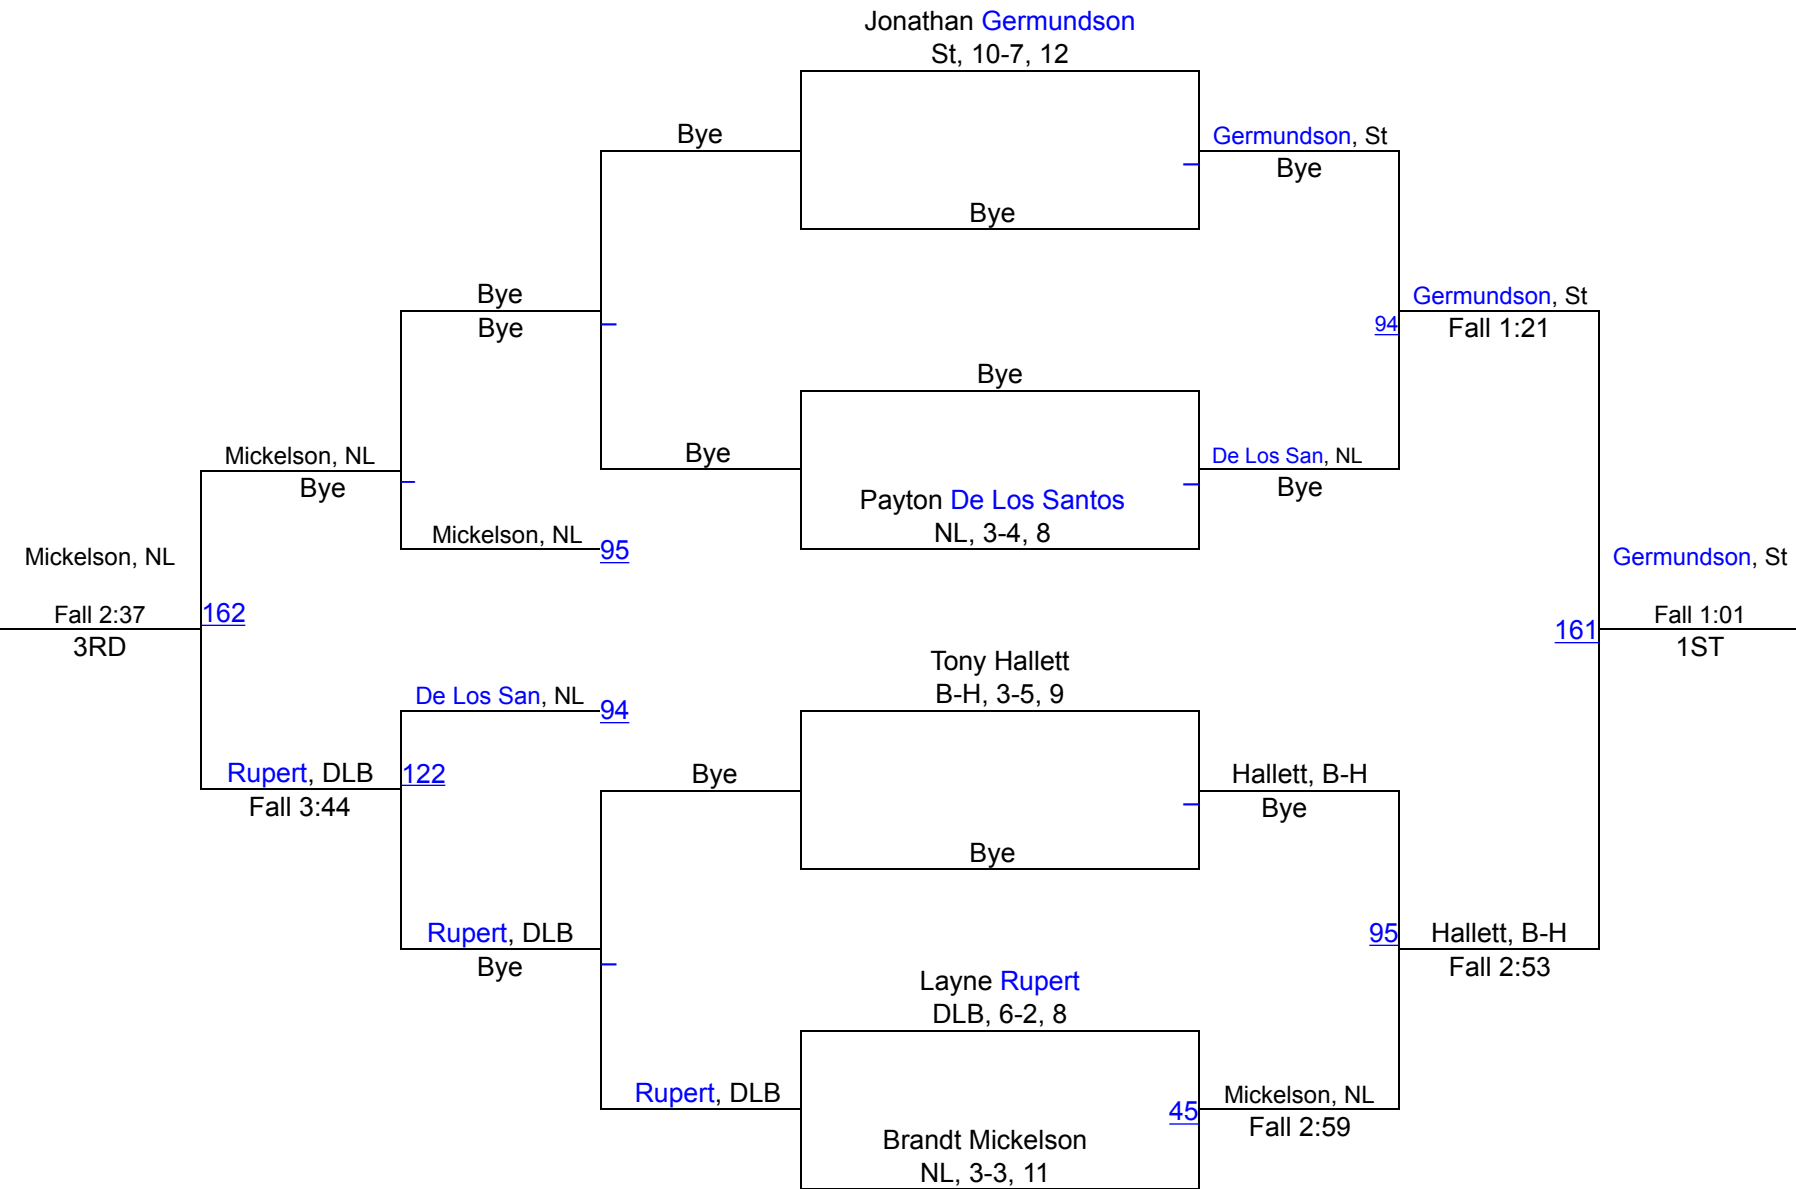 Jonathan Germundson
St, 10-7, 12
Bye
Germundson, St
Bye
Bye
Bye
Bye
Germundson, St
94
Fall 1:21
Bye
Mickelson, NL
Bye
Bye
De Los San, NL
Bye
Payton De Los Santos
NL, 3-4, 8
Mickelson, NL
95
Mickelson, NL
Fall 2:37
3RD
162
Germundson, St
161
Fall 1:01
1ST
Tony Hallett
B-H, 3-5, 9
De Los San, NL
94
Rupert, DLB
122
Fall 3:44
Bye
Hallett, B-H
Bye
Bye
Rupert, DLB
Bye
95
Hallett, B-H
Fall 2:53
Layne Rupert
DLB, 6-2, 8
Rupert, DLB
45
Mickelson, NL
Fall 2:59
Brandt Mickelson
NL, 3-3, 11